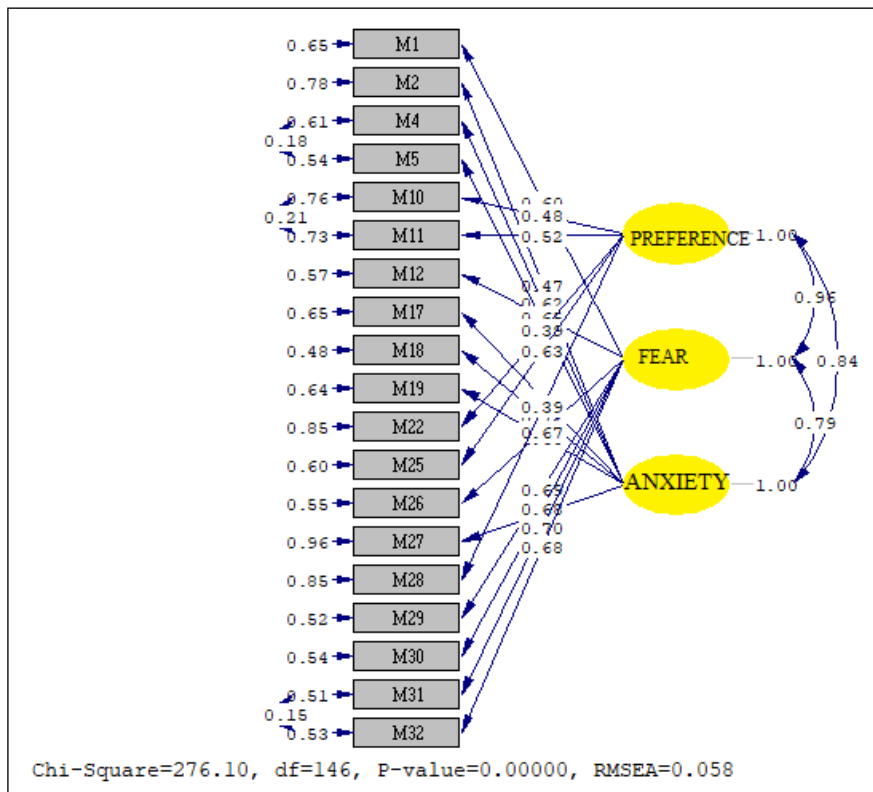 0.65 M1
0.78 M2
0.61 M4
0.18
0.54 M5
0.76 M10
0.48
0.21
0.73 M11 0.52 PREFERENCE 1.00
0.57 M12
0.47
0.96
0.65 M17
0.39
0.48 M18 0.63 FEAR 1.00 0.84
0.64 M19
0.39
0.79
0.85 M22
0.67
0.60 M25
0.55 M26 ANXIETY 1.00
0.69
0.68
0.96 M27 0.70
0.68
0.85 M28
0.52 M29
0.54 M30
0.51 M31
0.15
0.53 M32
Chi-Square=276.10, df=146, P-value=0.00000, RMSEA=0.058